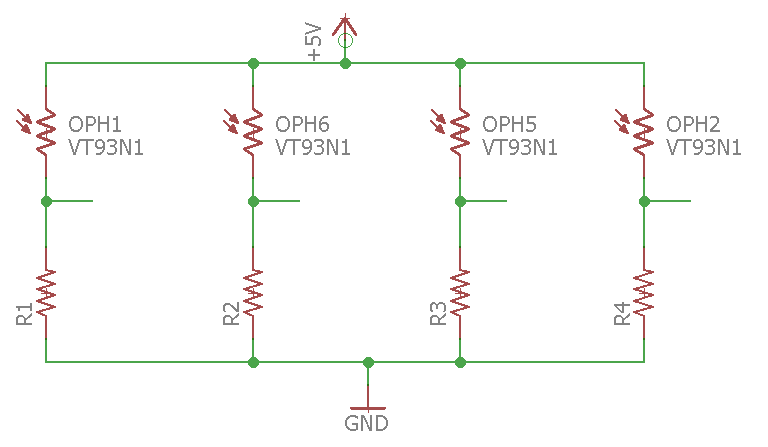 +5V
OPH1
VT93N1
OPH6
VT93N1
OPH5
VT93N1
OPH2
VT93N1
R1
R2
R3
R4
GND